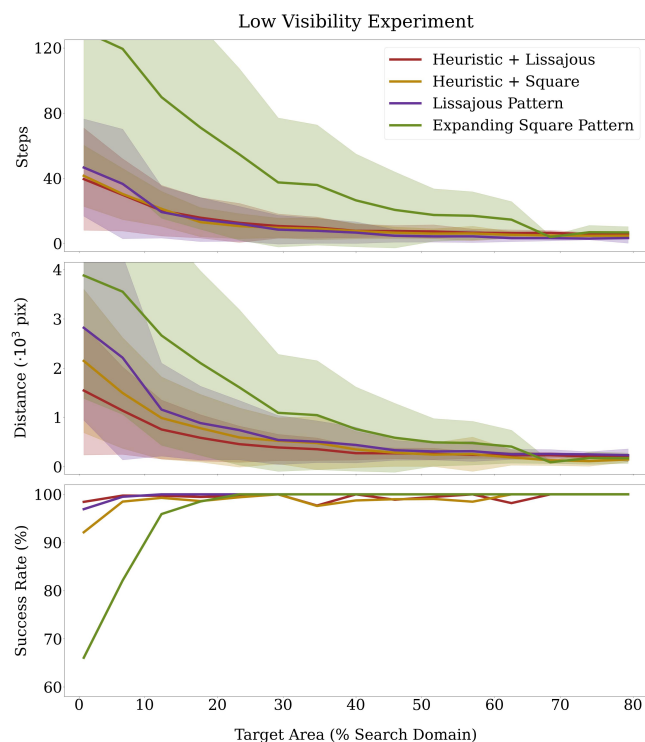 Low Visibility Experiment
120
80
40
0
Steps
Heuristic + Lissajous
Heuristic + Square
Lissajous Pattern
Expanding Square Pattern
4
3
2
1
0
Distance (·10³ pix)
100
90
80
70
60
Success Rate (%)
0 10 20 30 40 50 60 70 80
Target Area (% Search Domain)